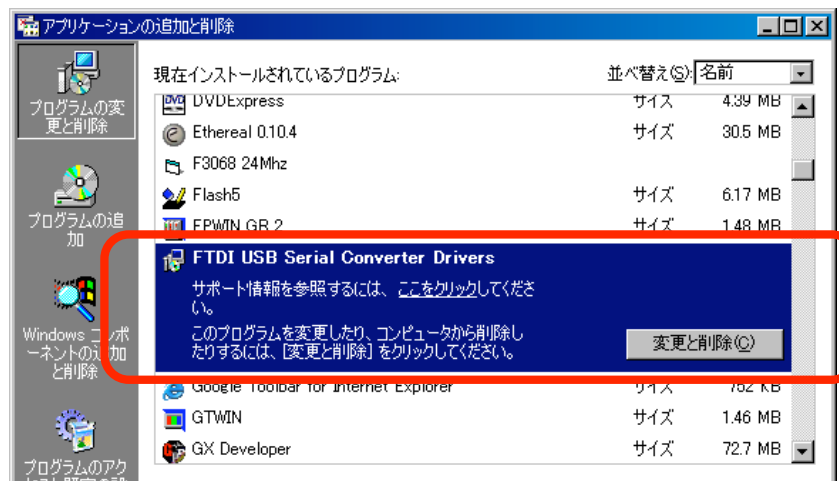 アプリケーションの追加と削除
プログラムの変
更と削除
プログラムの追
加
Windows コンポ
ーネントの追加
と削除
プログラムのアク
現在インストールされているプログラム:
並べ替え(S): 名前
DVDExpress サイズ 4.39 MB
Ethereal 0.10.4 サイズ 30.5 MB
F3068 24Mhz
Flash5 サイズ 6.17 MB
FPWIN GR 2 サイズ 1.48 MB
FTDI USB Serial Converter Drivers
サポート情報を参照するには、ここをクリックしてくださ
い。
このプログラムを変更したり、コンピュータから削除し
たりするには、[変更と削除] をクリックしてください。
変更と削除(C)
Google Toolbar for Internet Explorer サイズ 752 KB
GTWIN サイズ 1.46 MB
GX Developer サイズ 72.7 MB